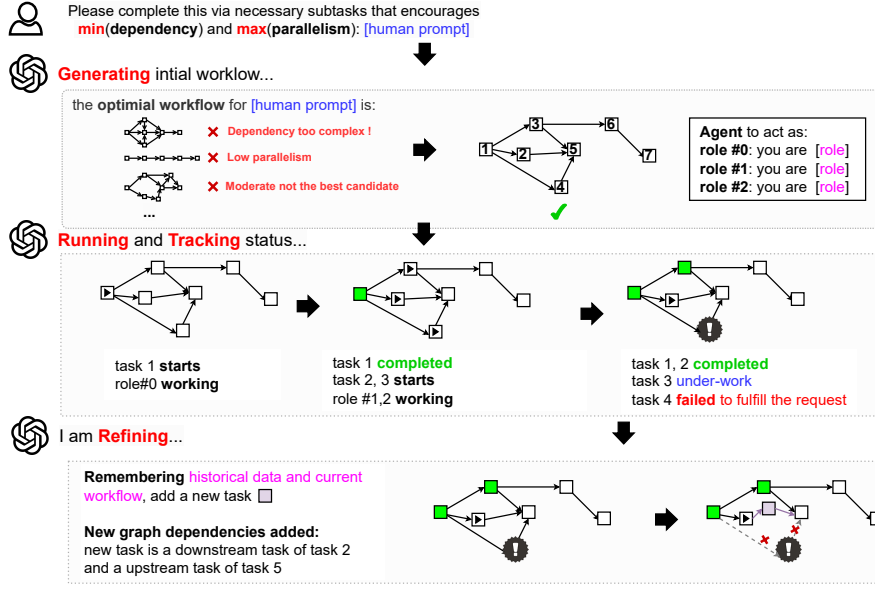 Please complete this via necessary subtasks that encourages
min(dependency) and max(parallelism): [human prompt]
Generating intial worklow...
the optimial workflow for [human prompt] is:
Dependency too complex !
Low parallelism
Moderate not the best candidate
...
1
2
3
4
5
6
7
Agent to act as:
role #0: you are [role]
role #1: you are [role]
role #2: you are [role]
Running and Tracking status...
task 1 starts
role#0 working
task 1 completed
task 2, 3 starts
role #1,2 working
task 1, 2 completed
task 3 under-work
task 4 failed to fulfill the request
I am Refining...
Remembering historical data and current
workflow, add a new task
New graph dependencies added:
new task is a downstream task of task 2
and a upstream task of task 5